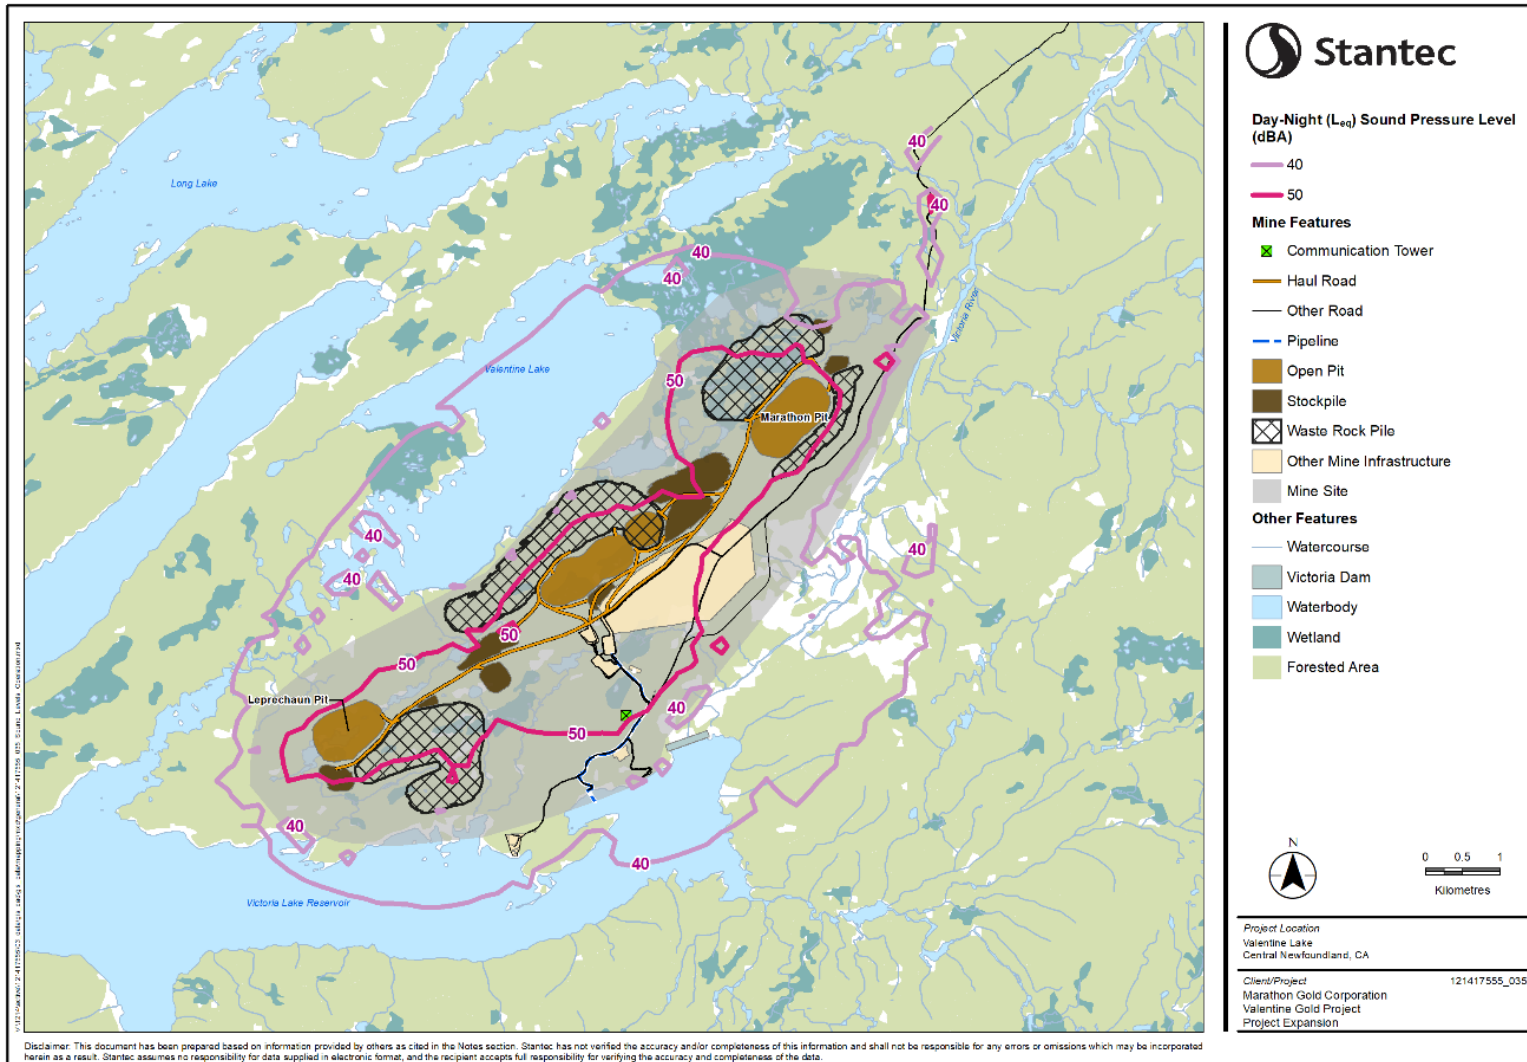 Stantec
Day-Night (Leq) Sound Pressure Level
(dBA)
40
50
Mine Features
Communication Tower
Haul Road
Other Road
Pipeline
Open Pit
Stockpile
Waste Rock Pile
Other Mine Infrastructure
Mine Site
Other Features
Watercourse
Victoria Dam
Waterbody
Wetland
Forested Area
N
0 0.5 1
Kilometres
Project Location
Valentine Lake
Central Newfoundland, CA
Client/Project 121417555_035
Marathon Gold Corporation
Valentine Gold Project
Project Expansion
40
Long Lake
40
40
40
Victoria River
Valentine Lake
50
Marathon Pit
40
40
40
50
50
Leprechaun Pit
40
50
40
40
Victoria Lake Reservoir
Disclaimer: This document has been prepared based on information provided by others as cited in the Notes section. Stantec has not verified the accuracy and/or completeness of this information and shall not be responsible for any errors or omissions which may be incorporated
herein as a result. Stantec assumes no responsibility for data supplied in electronic format, and the recipient accepts full responsibility for verifying the accuracy and completeness of the data.